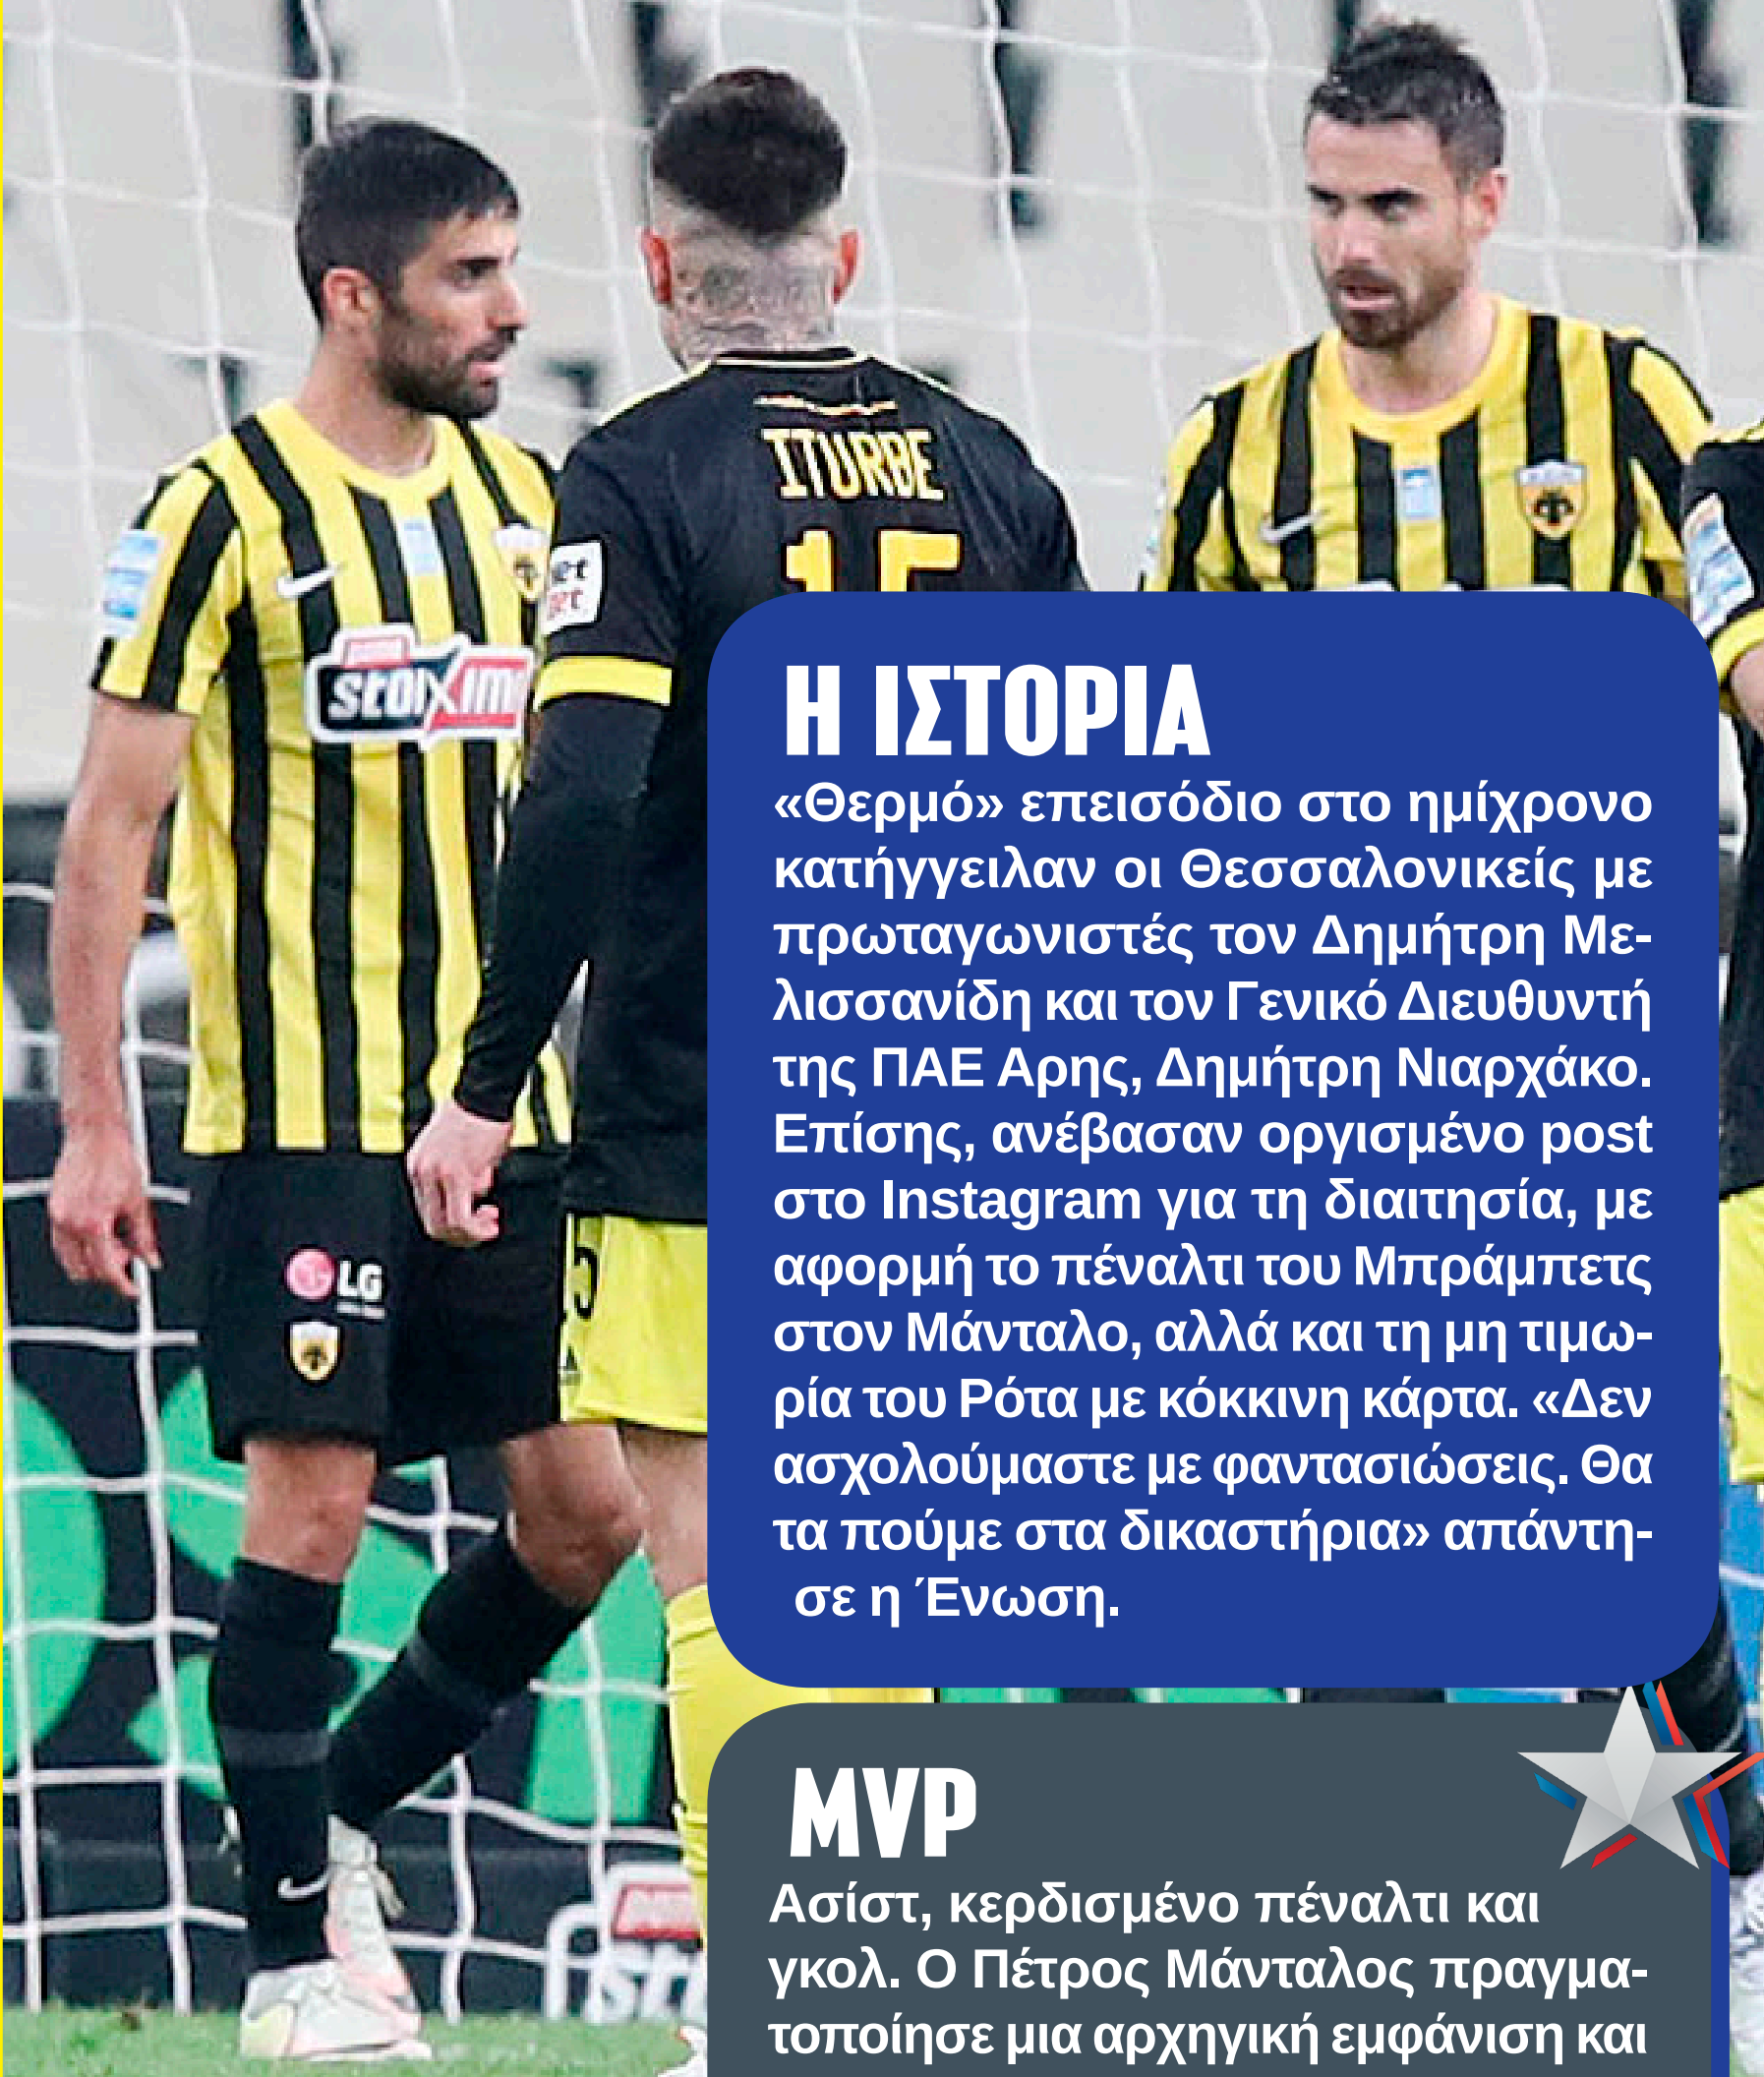 ITURBE
15
stoixim
LG
5
Η ΙΣΤΟΡΙΑ
«Θερμό» επεισόδιο στο ημίχρονο
κατήγγειλαν οι Θεσσαλονικείς με
πρωταγωνιστές τον Δημήτρη Με-
λισσανίδη και τον Γενικό Διευθυντή
της ΠΑΕ Αρης, Δημήτρη Νιαρχάκο.
Επίσης, ανέβασαν οργισμένο post
στο Instagram για τη διαιτησία, με
αφορμή το πέναλτι του Μπράμπετς
στον Μάνταλο, αλλά και τη μη τιμω-
ρία του Ρότα με κόκκινη κάρτα. «Δεν
ασχολούμαστε με φαντασιώσεις. Θα
τα πούμε στα δικαστήρια» απάντη-
σε η Ένωση.
MVP
Ασίστ, κερδισμένο πέναλτι και
γκολ. Ο Πέτρος Μάνταλος πραγμα-
τοποίησε μια αρχηγική εμφάνιση και